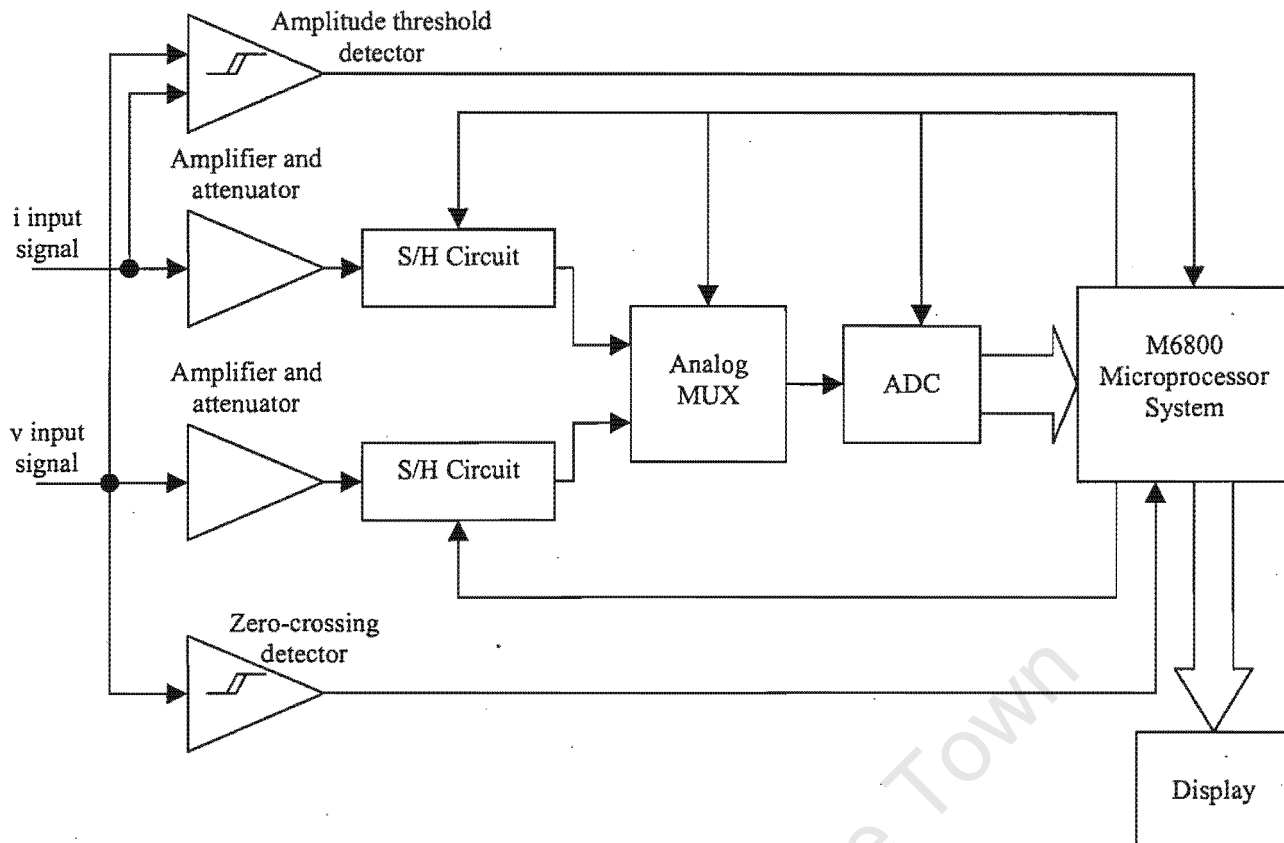 Amplitude threshold
detector
Amplifier and
attenuator
i input
signal
S/H Circuit
Analog
MUX
ADC
M6800
Microprocessor
System
Amplifier and
attenuator
v input
signal
S/H Circuit
Zero-crossing
detector
Display
Town